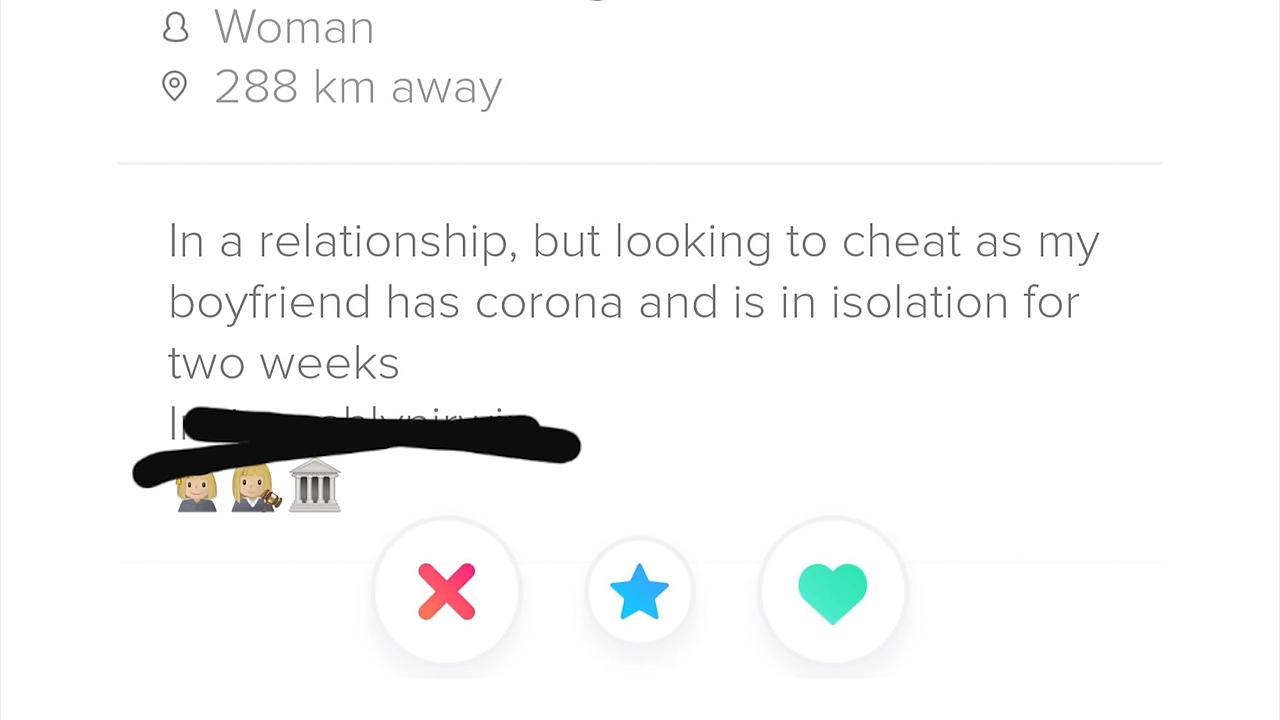 Woman
288 km away
In a relationship, but looking to cheat as my
boyfriend has corona and is in isolation for
two weeks